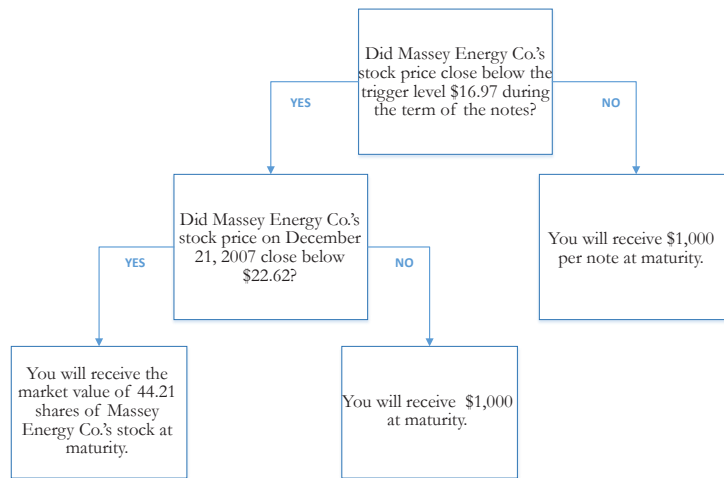 Did Massey Energy Co.'s
stock price close below the
trigger level $16.97 during
the term of the notes?
YES
NO
Did Massey Energy Co.'s
stock price on December
21, 2007 close below
$22.62?
You will receive $1,000
per note at maturity.
YES
NO
You will receive the
market value of 44.21
shares of Massey
Energy Co.'s stock at
maturity.
You will receive $1,000
at maturity.